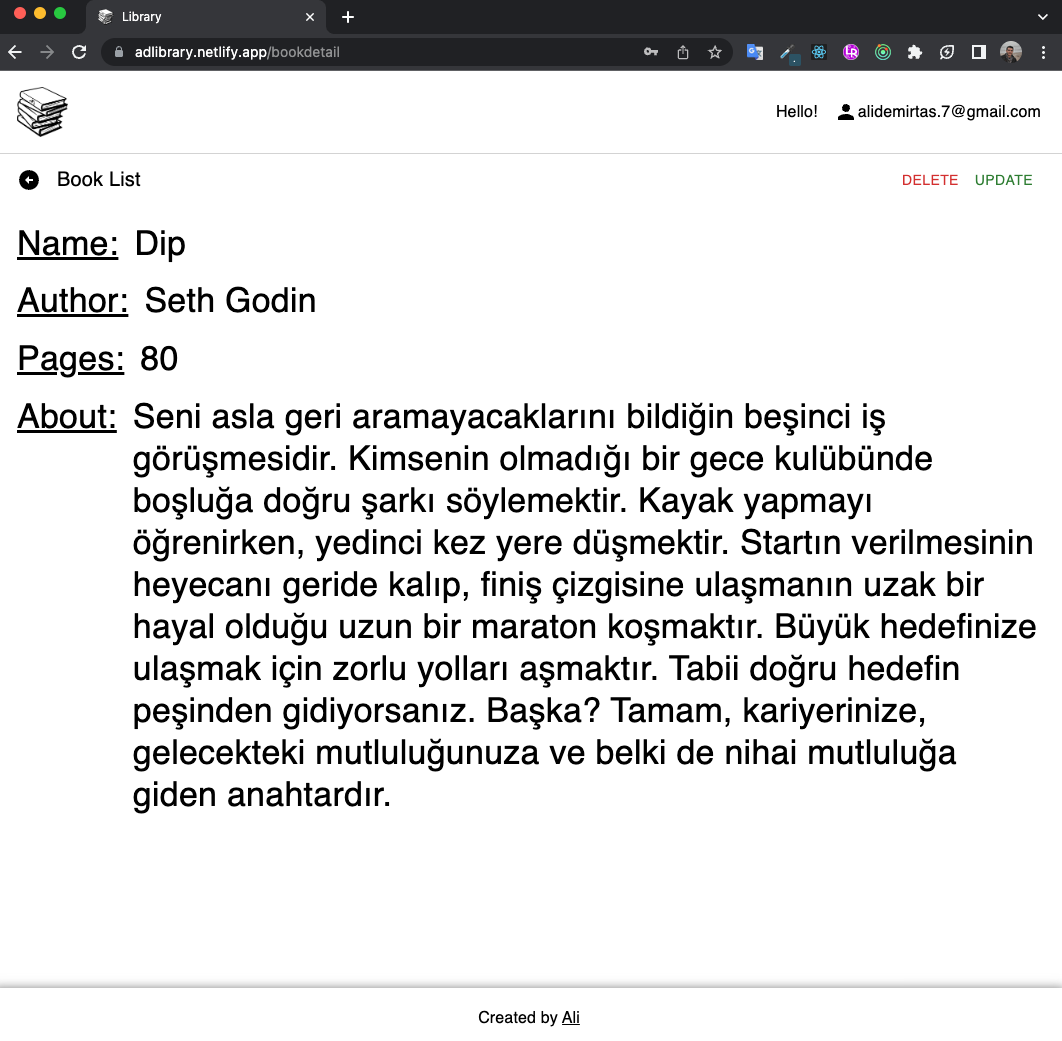 Library
adlibrary.netlify.app/bookdetail
Hello! alidemirtas.7@gmail.com
Book List
DELETE UPDATE
Name: Dip
Author: Seth Godin
Pages: 80
About: Seni asla geri aramayacaklarını bildiğin beşinci iş
görüşmesidir. Kimsenin olmadığı bir gece kulübünde
boşluğa doğru şarkı söylemektir. Kayak yapmayı
öğrenirken, yedinci kez yere düşmektir. Startın verilmesinin
heyecanı geride kalıp, finiş çizgisine ulaşmanın uzak bir
hayal olduğu uzun bir maraton koşmaktır. Büyük hedefinize
ulaşmak için zorlu yolları aşmaktır. Tabii doğru hedefin
peşinden gidiyorsanız. Başka? Tamam, kariyerinize,
gelecekteki mutluluğunuza ve belki de nihai mutluluğa
giden anahtardır.
Created by Ali